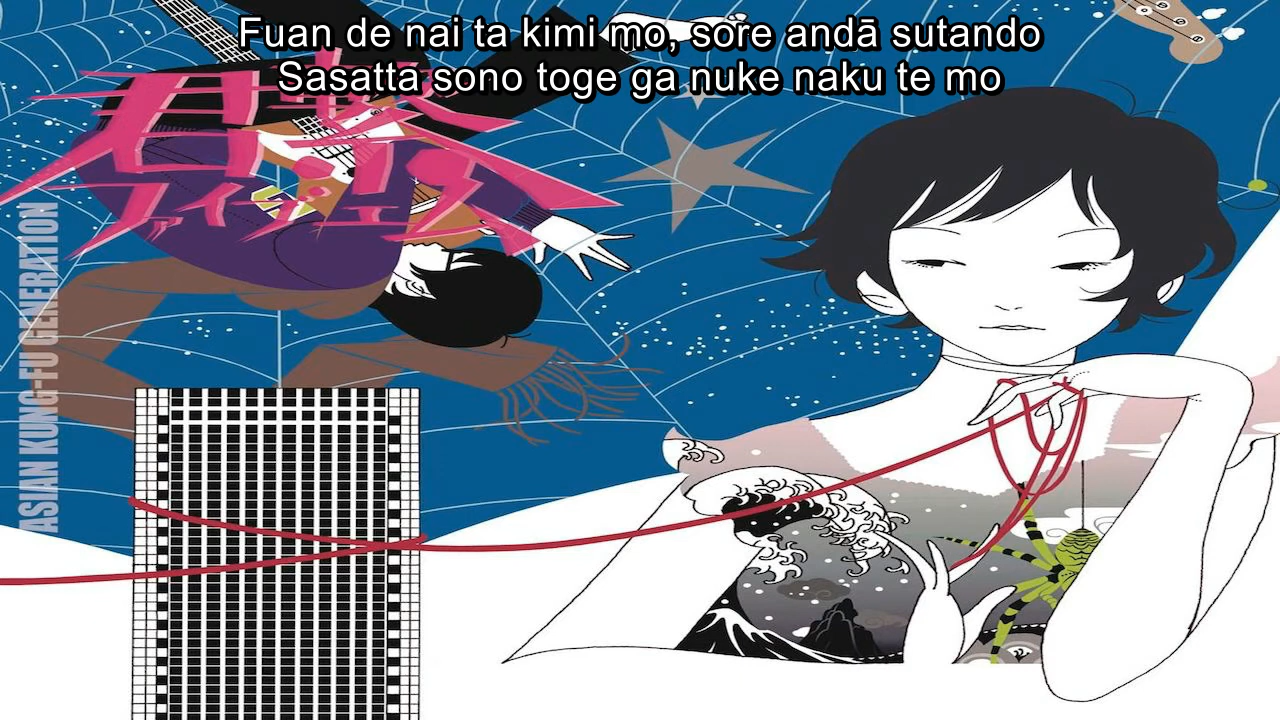 Fuan de nai ta kimi mo, sore andā sutando
Sasatta sono toge ga nuke naku te mo
君繋
ファイブエム
ASIAN KUNG-FU GENERATION